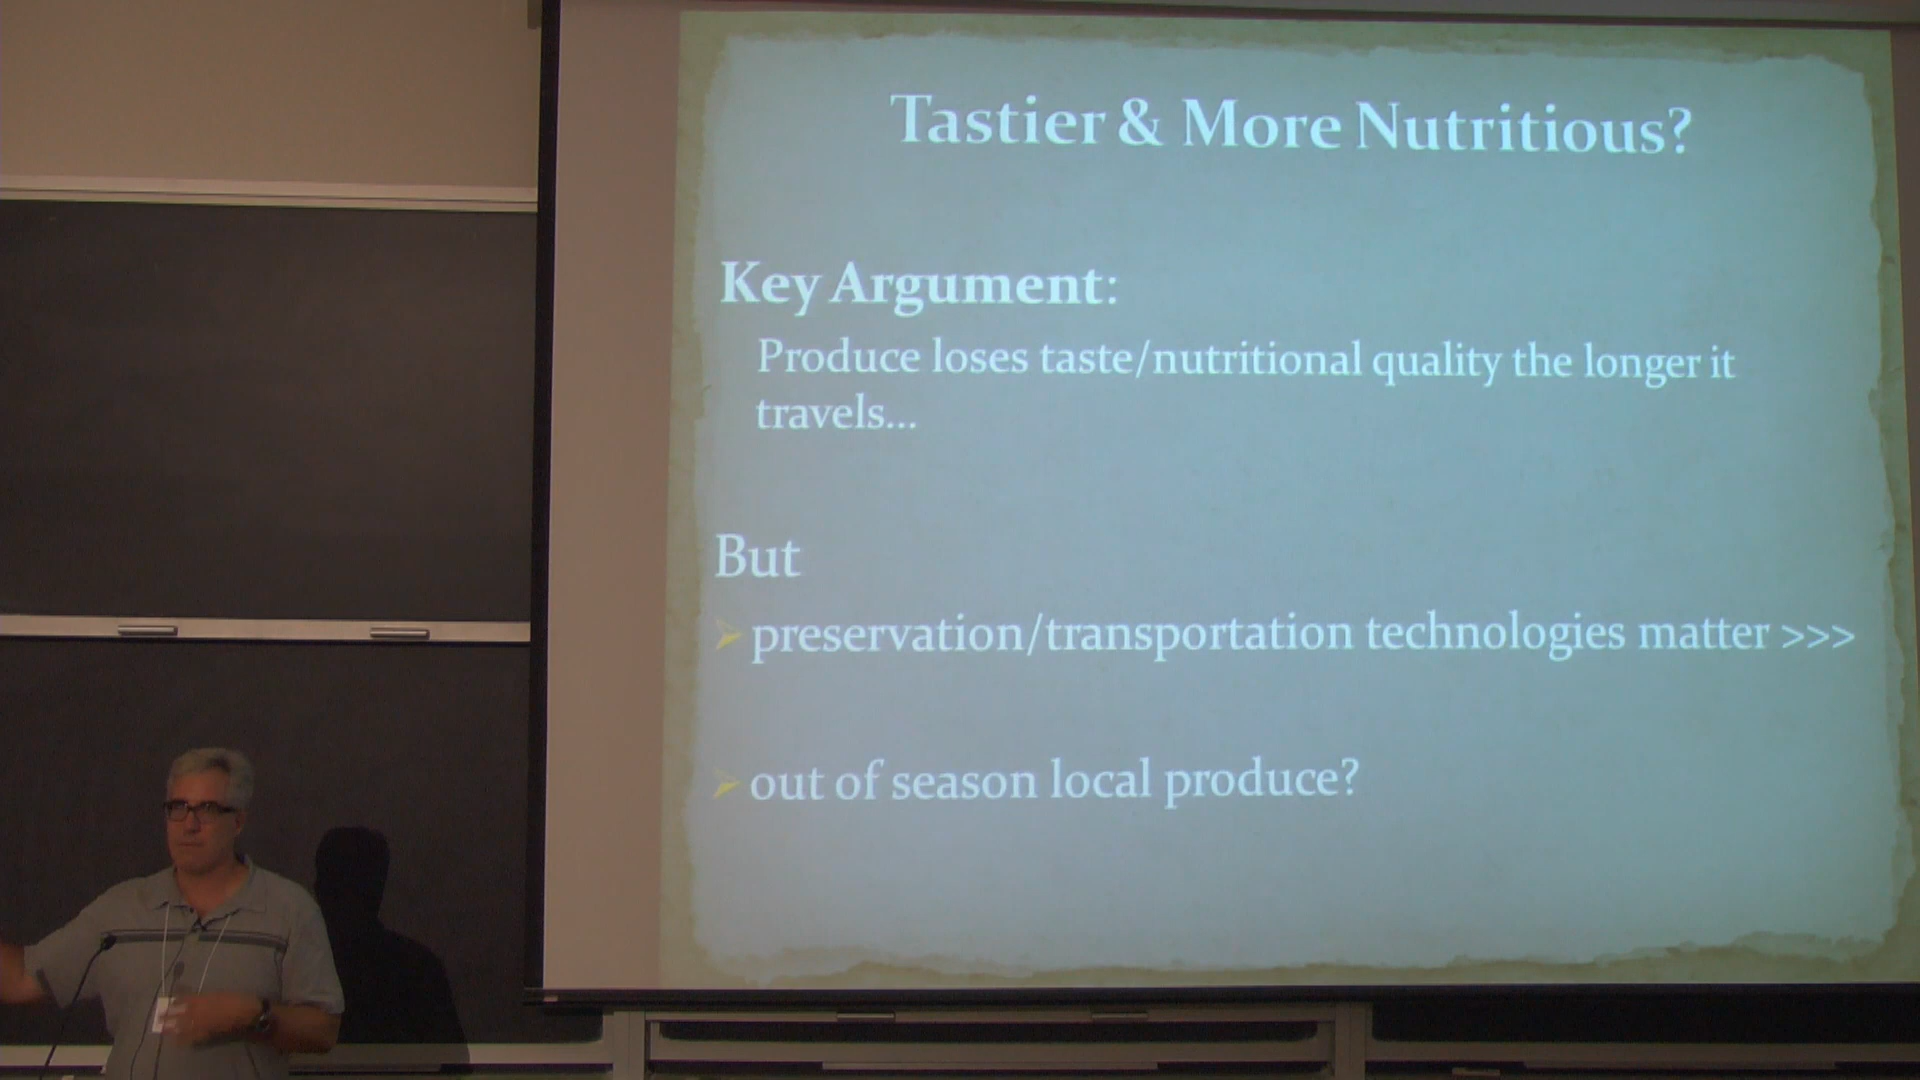 Tastier & More Nutritious?
Key Argument:
Produce loses taste/nutritional quality the longer it
travels...
But
preservation/transportation technologies matter >>>
out of season local produce?